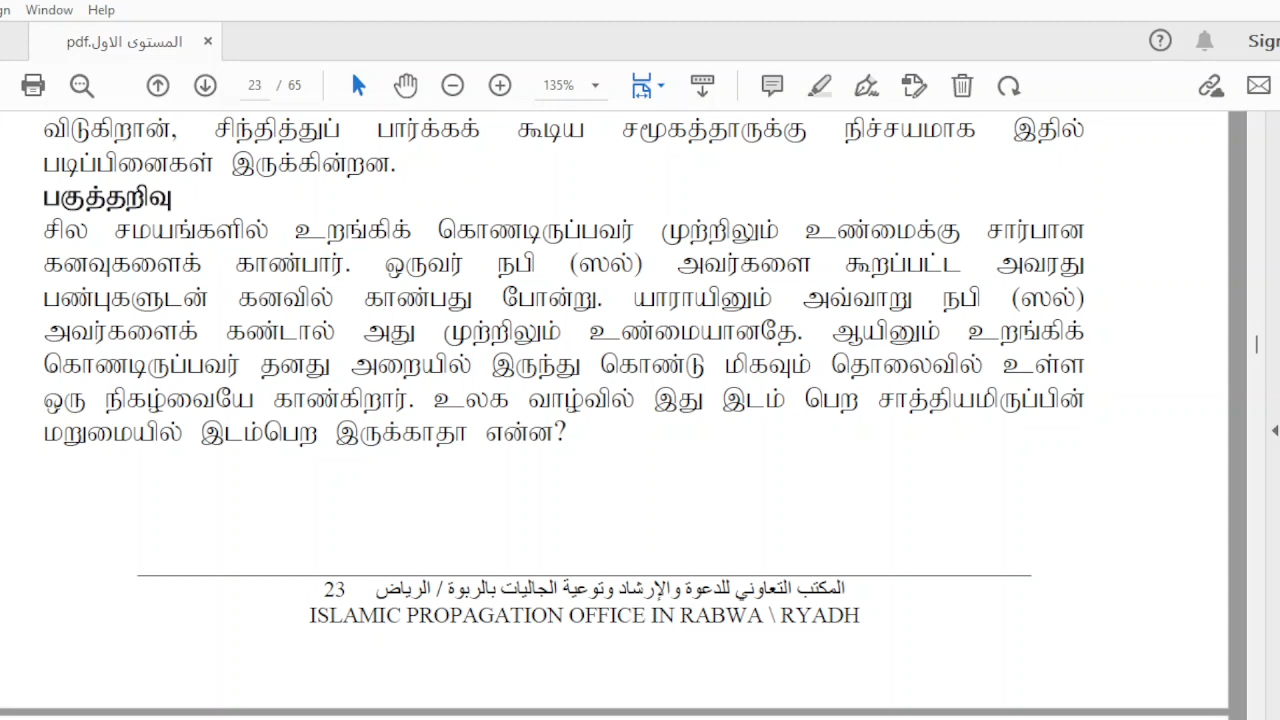 gn Window Help
المستوى الاول.pdf × Sign
23 / 65 135%
விடுகிறான், சிந்தித்துப் பார்க்கக் கூடிய சமூகத்தாருக்கு நிச்சயமாக இதில்
படிப்பினைகள் இருக்கின்றன.
பகுத்தறிவு
சில சமயங்களில் உறங்கிக் கொணடிருப்பவர் முற்றிலும் உண்மைக்கு சார்பான
கனவுகளைக் காண்பார். ஒருவர் நபி (ஸல்) அவர்களை கூறப்பட்ட அவரது
பண்புகளுடன் கனவில் காண்பது போன்று. யாராயினும் அவ்வாறு நபி (ஸல்)
அவர்களைக் கண்டால் அது முற்றிலும் உண்மையானதே. ஆயினும் உறங்கிக்
கொணடிருப்பவர் தனது அறையில் இருந்து கொண்டு மிகவும் தொலைவில் உள்ள
ஒரு நிகழ்வையே காண்கிறார். உலக வாழ்வில் இது இடம் பெற சாத்தியமிருப்பின்
மறுமையில் இடம்பெற இருக்காதா என்ன?
المكتب التعاوني للدعوة والإرشاد وتوعية الجاليات بالربوة / الرياض 23
ISLAMIC PROPAGATION OFFICE IN RABWA \ RYADH